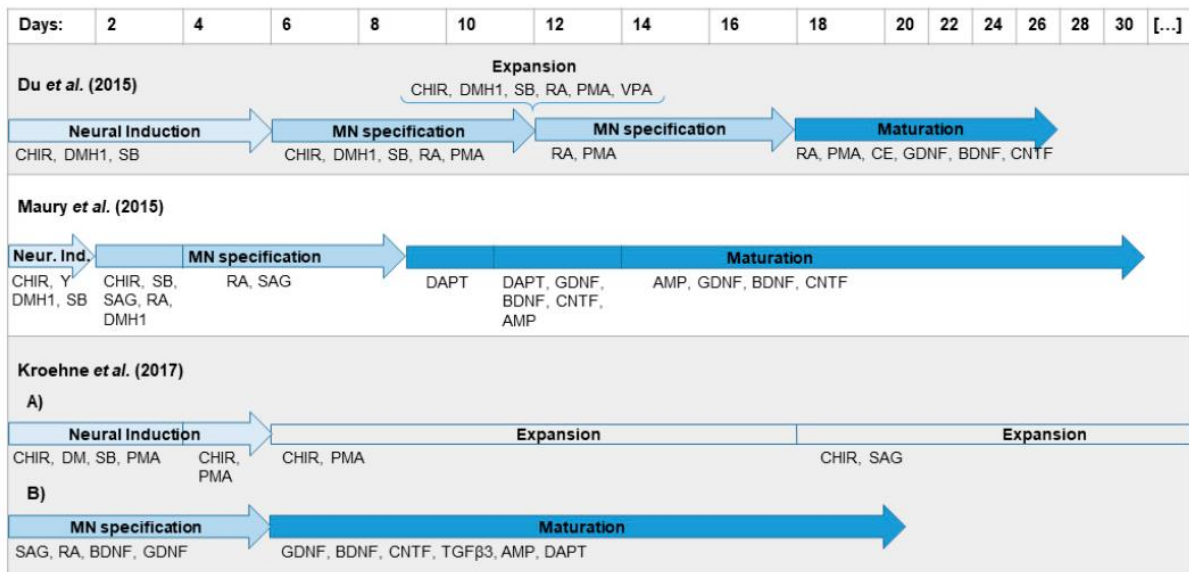 Days: 2 4 6 8 10 12 14 16 18 20 22 24 26 28 30 [...]
Du et al. (2015)
Expansion
CHIR, DMH1, SB, RA, PMA, VPA
Neural Induction MN specification MN specification Maturation
CHIR, DMH1, SB CHIR, DMH1, SB, RA, PMA RA, PMA RA, PMA, CE, GDNF, BDNF, CNTF
Maury et al. (2015)
Neur. Ind. MN specification Maturation
CHIR, Y CHIR, SB, RA, SAG DAPT DAPT, GDNF, AMP, GDNF, BDNF, CNTF
DMH1, SB SAG, RA, BDNF, CNTF,
DMH1 AMP
Kroehne et al. (2017)
A)
Neural Induction Expansion Expansion
CHIR, DM, SB, PMA CHIR, CHIR, PMA CHIR, SAG
PMA
B)
MN specification Maturation
SAG, RA, BDNF, GDNF GDNF, BDNF, CNTF, TGFβ3, AMP, DAPT